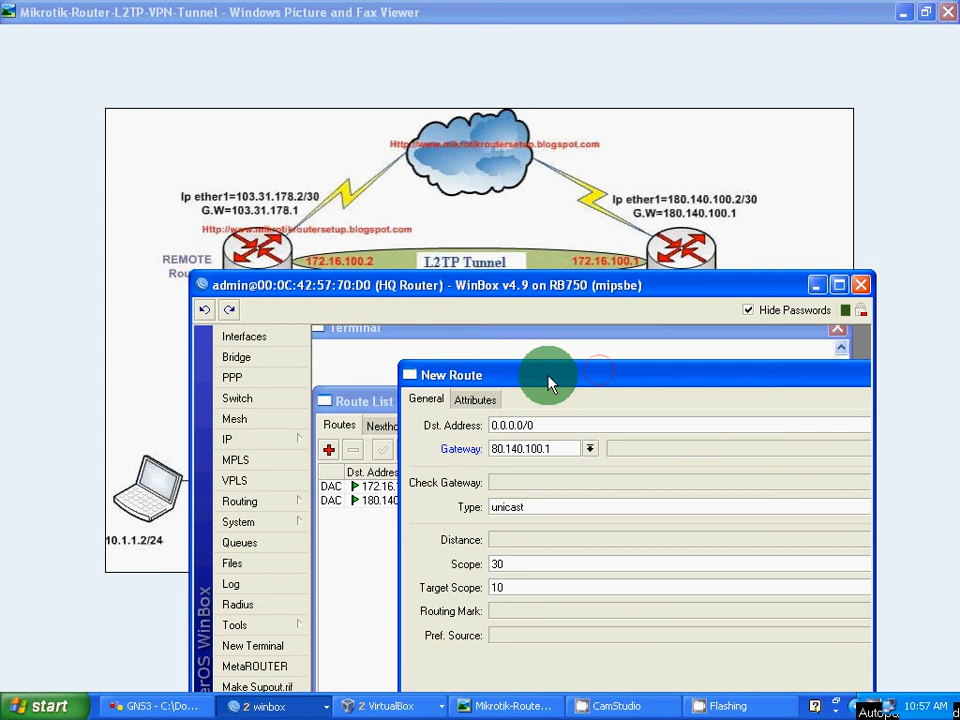 Mikrotik-Router-L2TP-VPN-Tunnel - Windows Picture and Fax Viewer
Http://www.mikrotikroutersetup.blogspot.com
Ip ether1=103.31.178.2/30
G.W=103.31.178.1
Ip ether1=180.140.100.2/30
G.W=180.140.100.1
Http://www.mikrotikroutersetup.blogspot.com
REMOTE
172.16.100.2
L2TP Tunnel
172.16.100.1
admin@00:0C:42:57:70:D0 (HQ Router) - WinBox v4.9 on RB750 (mipsbe)
Hide Passwords
Terminal
Interfaces
Bridge
PPP
Switch
Mesh
IP
MPLS
VPLS
Routing
System
Queues
Files
Log
Radius
Tools
New Terminal
MetaROUTER
Make Supout.rif
Route List
Routes
Nextho
Dst. Addres
DAC 172.16.
DAC 180.140
New Route
General
Attributes
Dst. Address: 0.0.0.0/0
Gateway: 80.140.100.1
Check Gateway:
Type: unicast
Distance:
Scope: 30
Target Scope: 10
Routing Mark:
Pref. Source:
10.1.1.2/24
erOS WinBox
start
GNS3 - C:\Do...
2 winbox
2 VirtualBox
Mikrotik-Route...
CamStudio
Flashing
10:57 AM